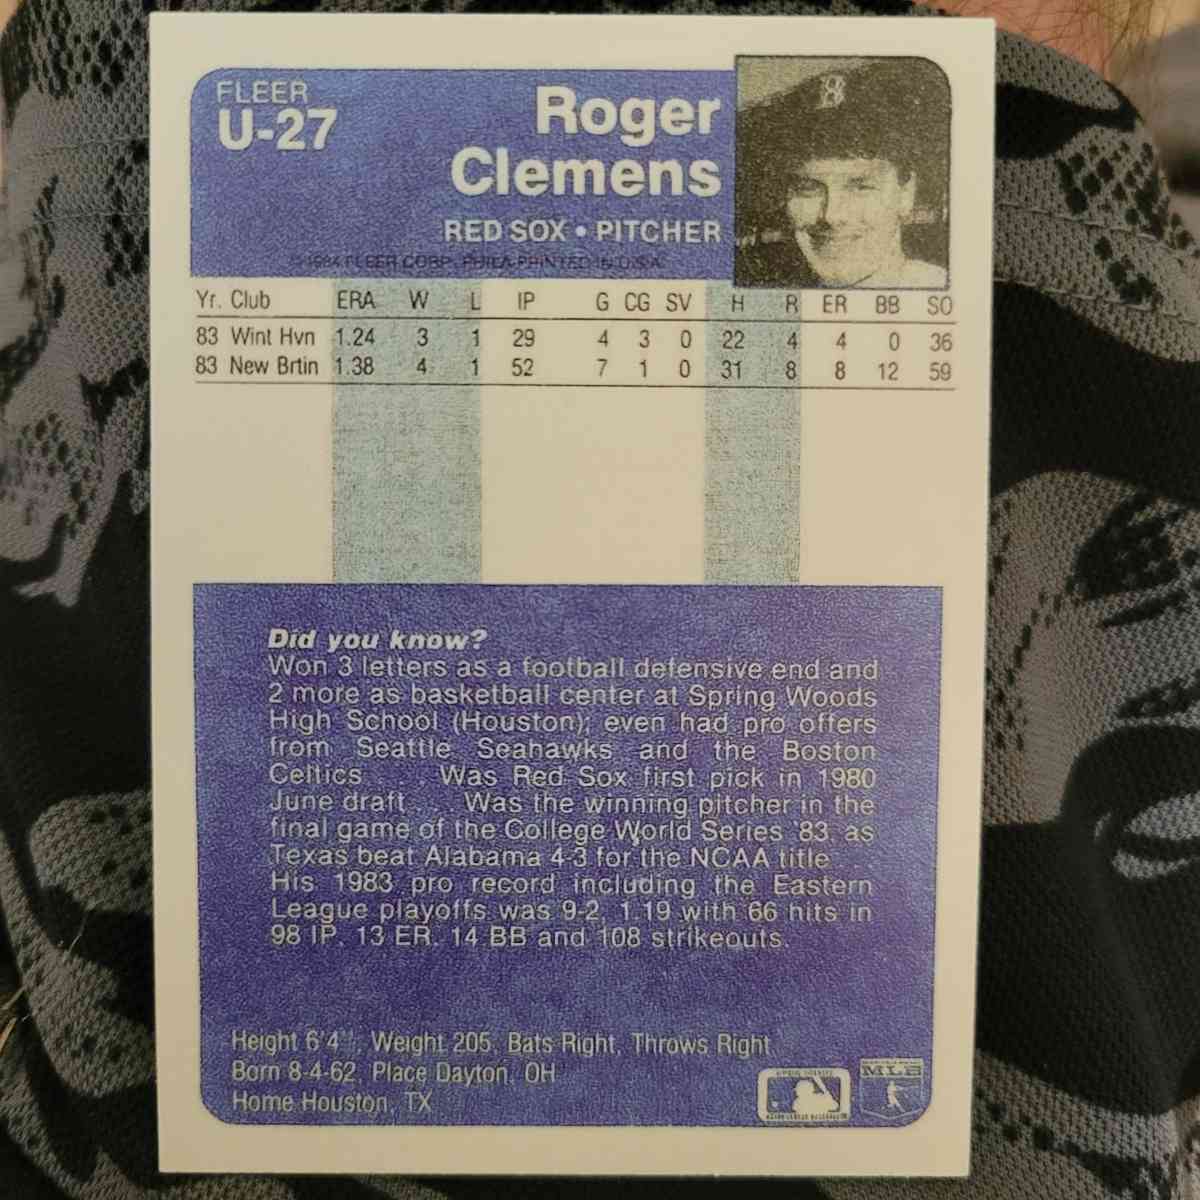 FLEER
U-27
Roger
Clemens
RED SOX • PITCHER
© 1984 FLEER CORP. PHILA PRINTED IN U.S.A.
Yr. Club ERA W L IP G CG SV H R ER BB SO
83 Wint Hvn 1.24 3 1 29 4 3 0 22 4 4 0 36
83 New Brtin 1.38 4 1 52 7 1 0 31 8 8 12 59
Did you know?
Won 3 letters as a football defensive end and
2 more as basketball center at Spring Woods
High School (Houston); even had pro offers
from Seattle Seahawks and the Boston
Celtics . . . Was Red Sox first pick in 1980
June draft . . . Was the winning pitcher in the
final game of the College World Series '83, as
Texas beat Alabama 4-3 for the NCAA title
His 1983 pro record including the Eastern
League playoffs was 9-2, 1.19 with 66 hits in
98 IP, 13 ER, 14 BB and 108 strikeouts.
Height 6'4", Weight 205, Bats Right, Throws Right
Born 8-4-62, Place Dayton, OH
Home Houston, TX
MLB